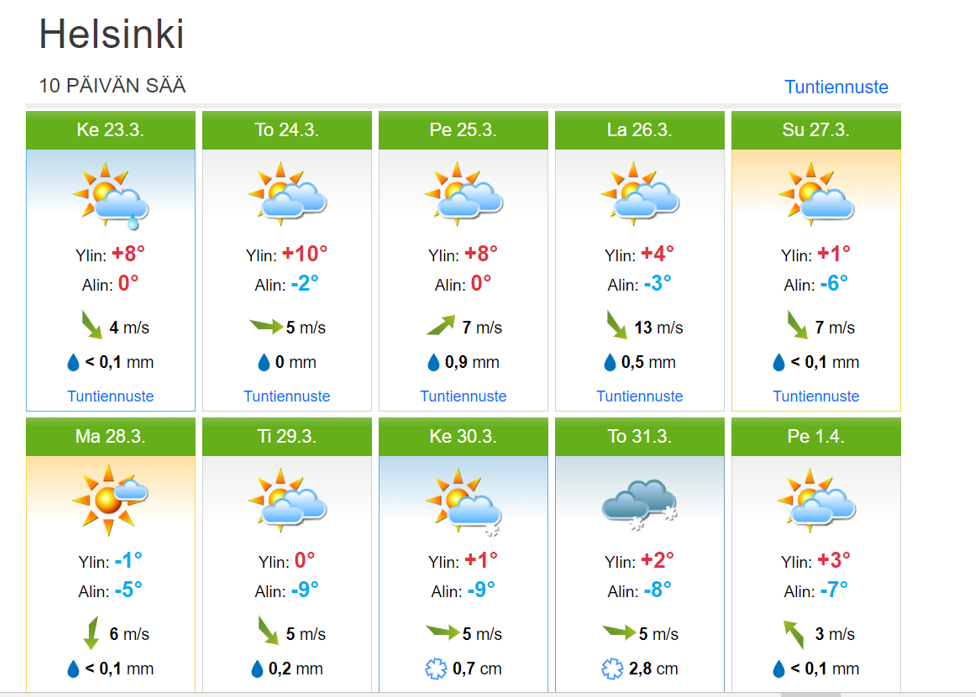 Helsinki
10 PÄIVÄN SÄÄ Tuntiennuste
Ke 23.3. To 24.3. Pe 25.3. La 26.3. Su 27.3.
Ylin: +8° Ylin: +10° Ylin: +8° Ylin: +4° Ylin: +1°
Alin: 0° Alin: -2° Alin: 0° Alin: -3° Alin: -6°
4 m/s 5 m/s 7 m/s 13 m/s 7 m/s
< 0,1 mm 0 mm 0,9 mm 0,5 mm < 0,1 mm
Tuntiennuste Tuntiennuste Tuntiennuste Tuntiennuste Tuntiennuste
Ma 28.3. Ti 29.3. Ke 30.3. To 31.3. Pe 1.4.
Ylin: -1° Ylin: 0° Ylin: +1° Ylin: +2° Ylin: +3°
Alin: -5° Alin: -9° Alin: -9° Alin: -8° Alin: -7°
6 m/s 5 m/s 5 m/s 5 m/s 3 m/s
< 0,1 mm 0,2 mm 0,7 cm 2,8 cm < 0,1 mm